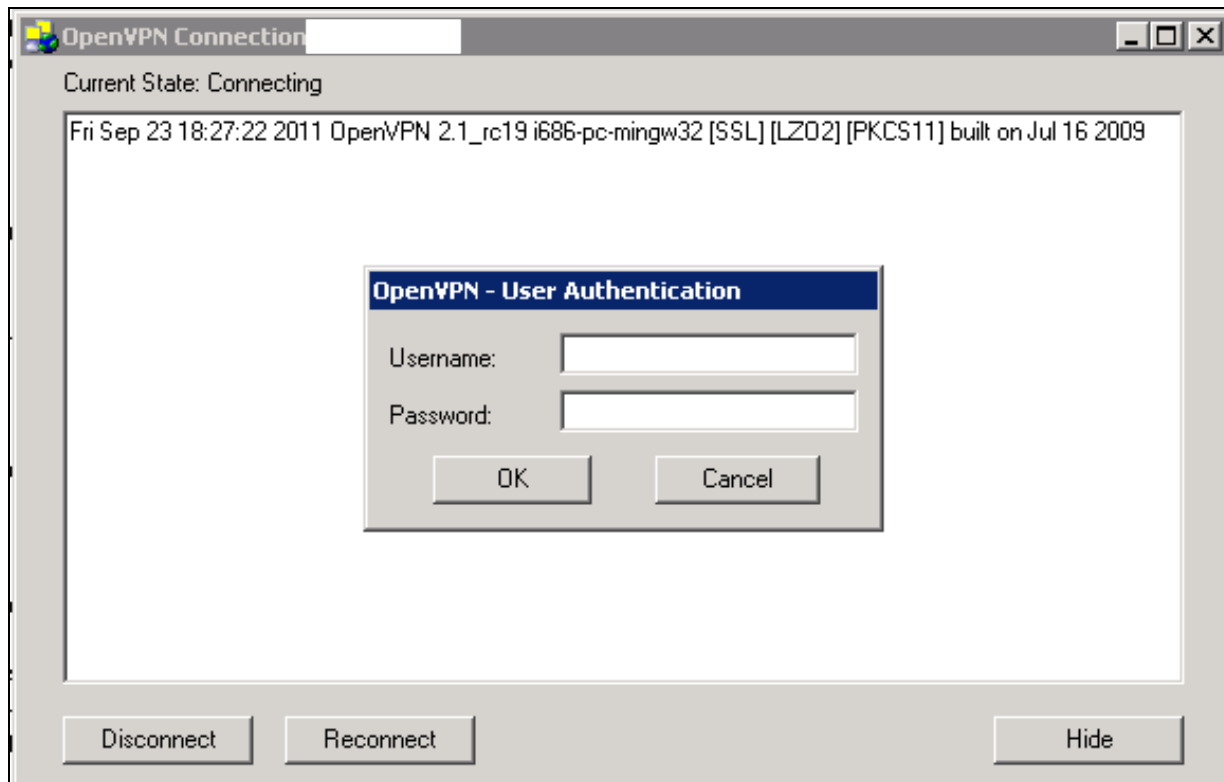 OpenVPN Connection
Current State: Connecting
Fri Sep 23 18:27:22 2011 OpenVPN 2.1_rc19 i686-pc-mingw32 [SSL] [LZO2] [PKCS11] built on Jul 16 2009
OpenVPN - User Authentication
Username:
Password:
OK Cancel
Disconnect Reconnect Hide